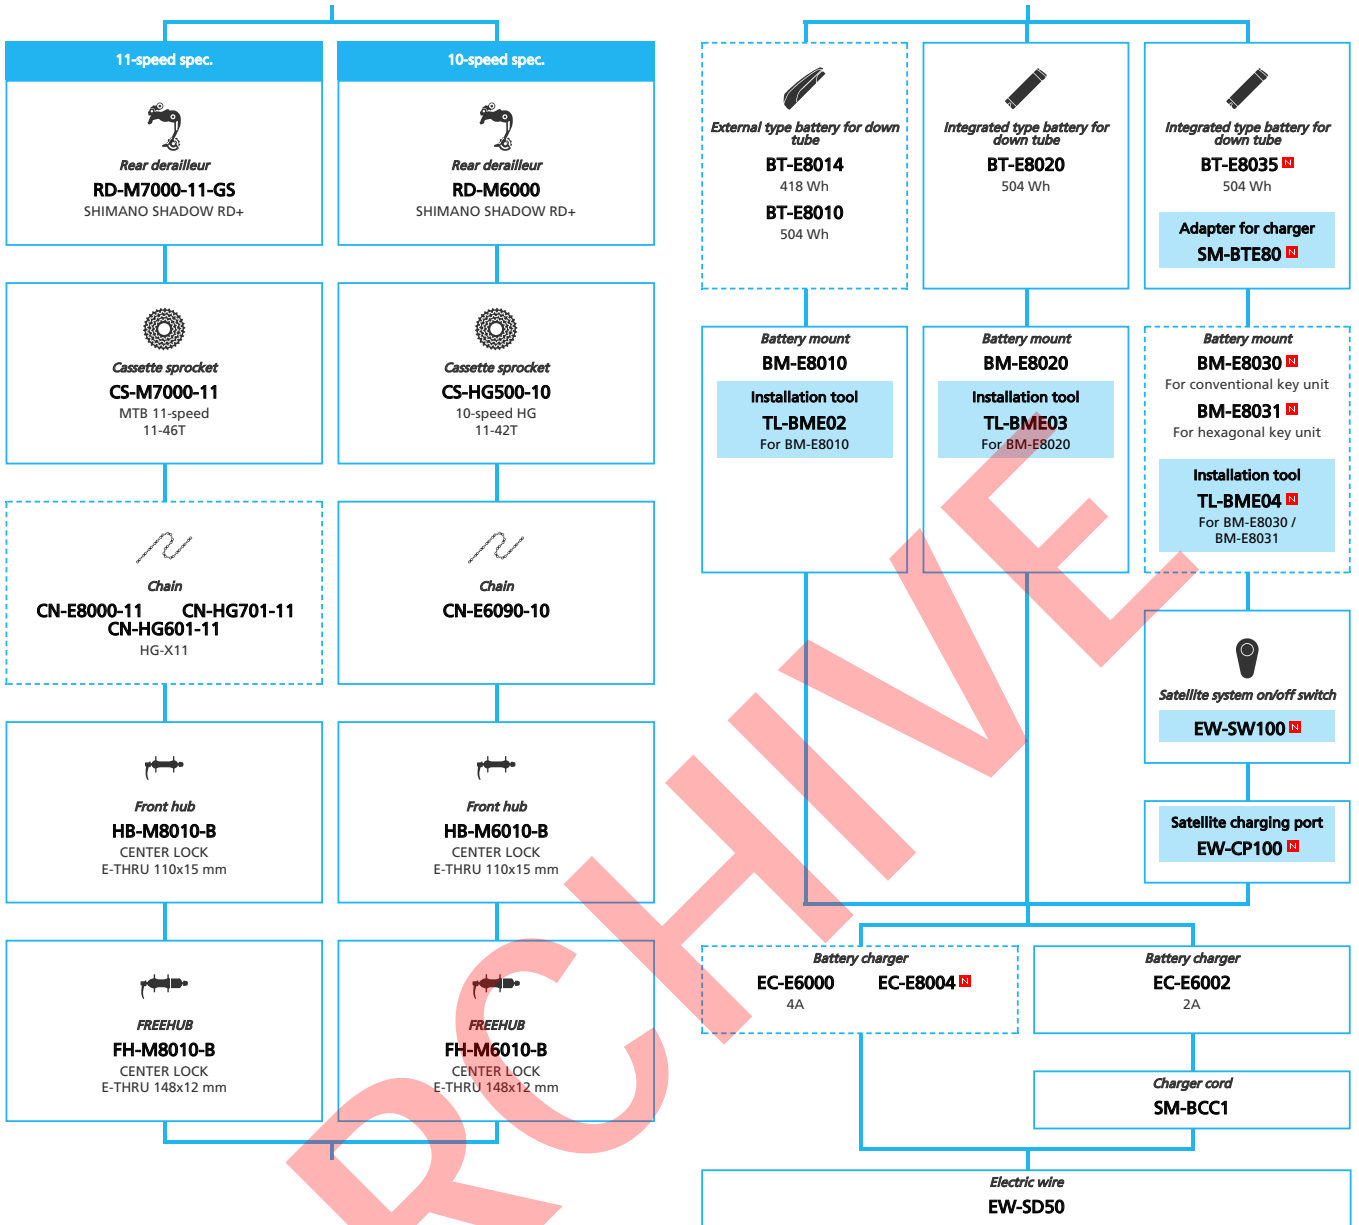 11-speed spec.
Rear derailleur
RD-M7000-11-GS
SHIMANO SHADOW RD+
Cassette sprocket
CS-M7000-11
MTB 11-speed
11-46T
Chain
CN-E8000-11 CN-HG701-11
CN-HG601-11
HG-X11
Front hub
HB-M8010-B
CENTER LOCK
E-THRU 110x15 mm
FREEHUB
FH-M8010-B
CENTER LOCK
E-THRU 148x12 mm
10-speed spec.
Rear derailleur
RD-M6000
SHIMANO SHADOW RD+
Cassette sprocket
CS-HG500-10
10-speed HG
11-42T
Chain
CN-E6090-10
Front hub
HB-M6010-B
CENTER LOCK
E-THRU 110x15 mm
FREEHUB
FH-M6010-B
CENTER LOCK
E-THRU 148x12 mm
External type battery for down
tube
BT-E8014
418 Wh
BT-E8010
504 Wh
Battery mount
BM-E8010
Installation tool
TL-BME02
For BM-E8010
Integrated type battery for
down tube
BT-E8020
504 Wh
Battery mount
BM-E8020
Installation tool
TL-BME03
For BM-E8020
Integrated type battery for
down tube
BT-E8035 N
504 Wh
Adapter for charger
SM-BTE80 N
Battery mount
BM-E8030 N
For conventional key unit
BM-E8031 N
For hexagonal key unit
Installation tool
TL-BME04 N
For BM-E8030 /
BM-E8031
Satellite system on/off switch
EW-SW100 N
Satellite charging port
EW-CP100 N
Battery charger
EC-E6000 EC-E8004 N
4A
Battery charger
EC-E6002
2A
Charger cord
SM-BCC1
Electric wire
EW-SD50
RCHIVE